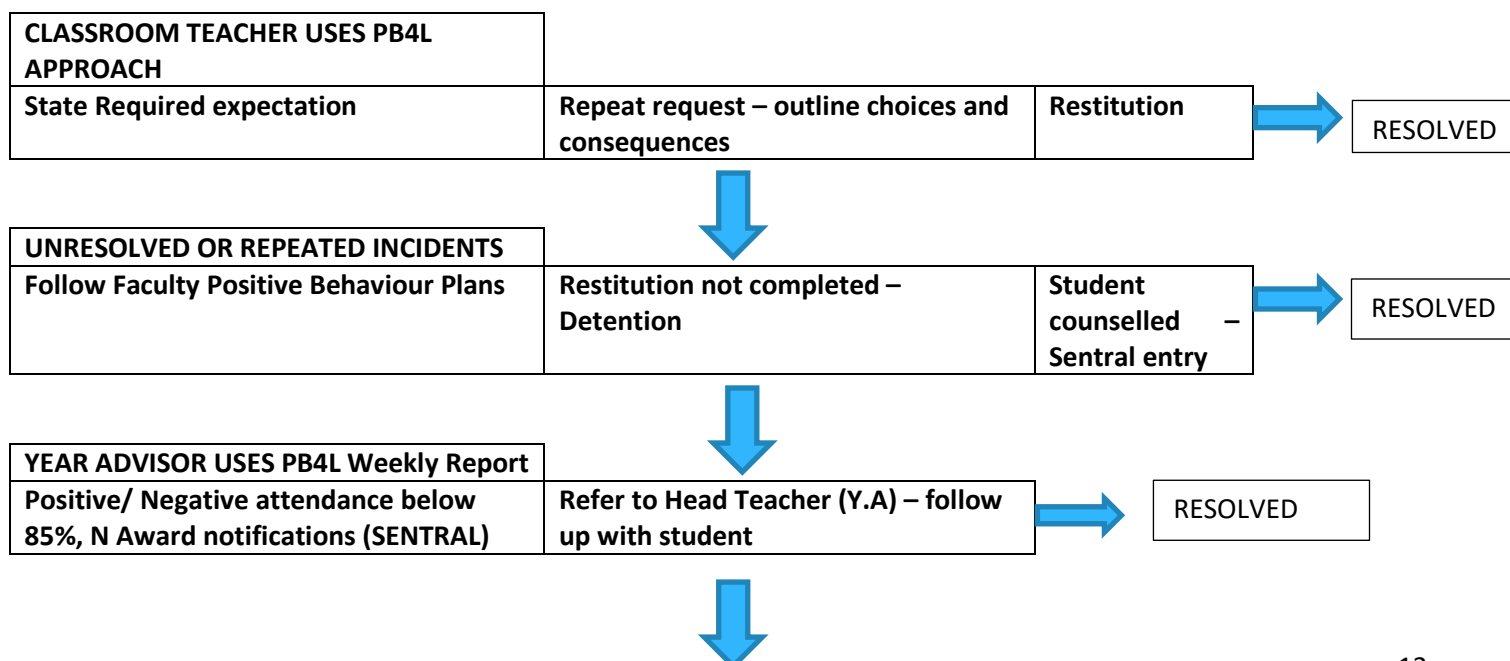 CLASSROOM TEACHER USES PB4L
APPROACH
State Required expectation
Repeat request – outline choices and
consequences
Restitution
RESOLVED
UNRESOLVED OR REPEATED INCIDENTS
Follow Faculty Positive Behaviour Plans
Restitution not completed –
Detention
Student
counselled –
Sentral entry
RESOLVED
YEAR ADVISOR USES PB4L Weekly Report
Positive/ Negative attendance below
85%, N Award notifications (SENTRAL)
Refer to Head Teacher (Y.A) – follow
up with student
RESOLVED